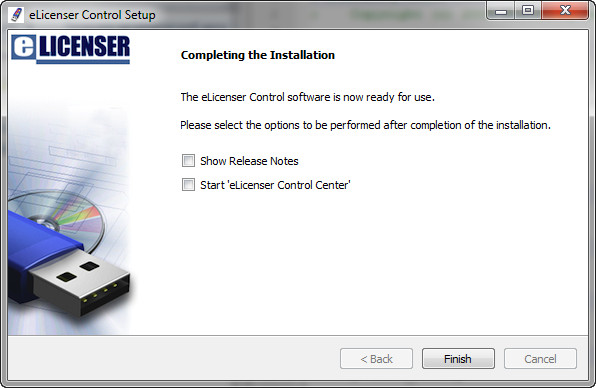 eLicenser Control Setup
eLICENSER
Completing the Installation
The eLicenser Control software is now ready for use.
Please select the options to be performed after completion of the installation.
Show Release Notes
Start 'eLicenser Control Center'
< Back
Finish
Cancel